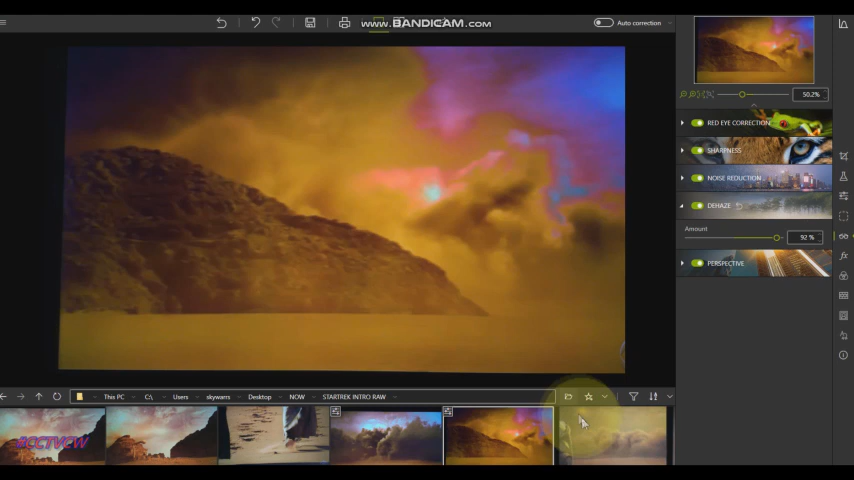 www.BANDICAM.com
Auto correction
50.2%
RED EYE CORRECTION
SHARPNESS
NOISE REDUCTION
DEHAZE
Amount
92 %
PERSPECTIVE
This PC
C:\
Users
skywarrs
Desktop
NOW
STARTREK INTRO RAW
#CCTVCW